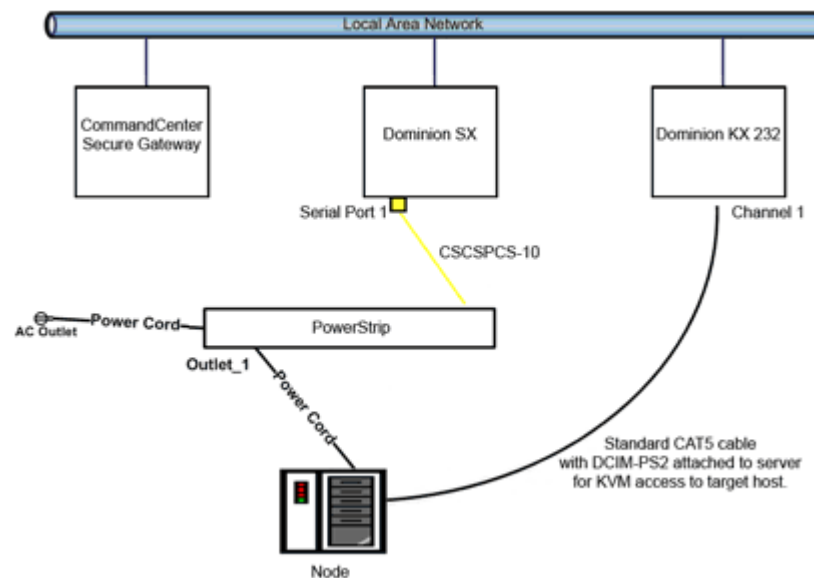 Local Area Network
CommandCenter
Secure Gateway
Dominion SX
Dominion KX 232
Serial Port 1
Channel 1
CSCSPCS-10
Power Cord
AC Outlet
PowerStrip
Outlet_1
Power Cord
Standard CAT5 cable
with DCIM-PS2 attached to server
for KVM access to target host.
Node